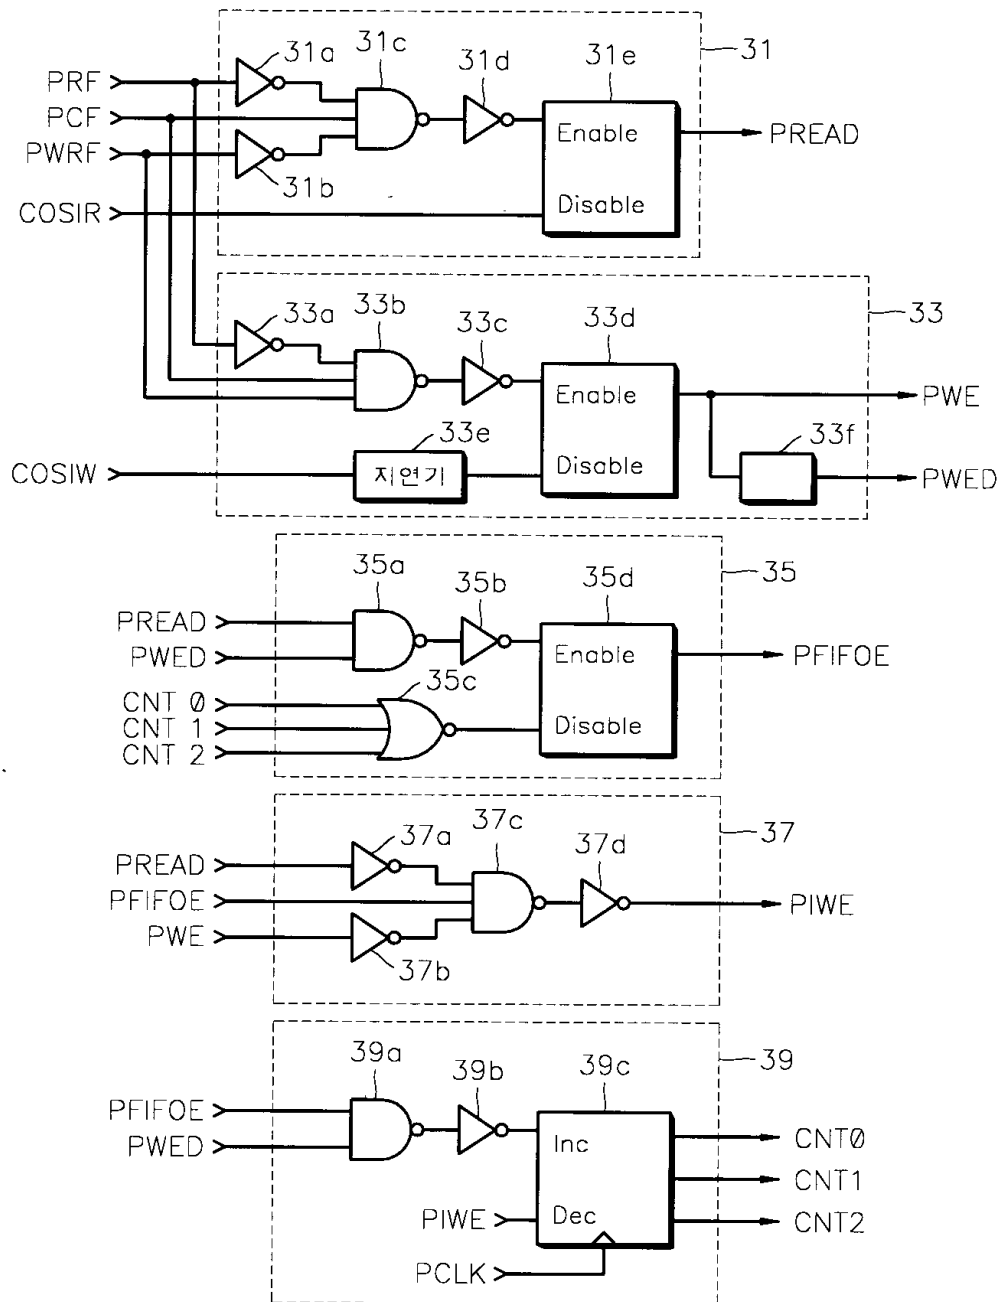 31a
31c
31d
31e
31
PRF
PCF
PWRF
COSIR
31b
Enable
Disable
PREAD
33a
33b
33c
33d
33
Enable
Disable
PWE
33e
지연기
33f
COSIW
PWED
35a
35b
35d
35
PREAD
PWED
Enable
PFIFOE
35c
CNT 0
CNT 1
CNT 2
Disable
37a
37c
37d
37
PREAD
PFIFOE
PWE
PIWE
37b
39a
39b
39c
39
PFIFOE
PWED
Inc
CNT0
CNT1
PIWE
Dec
CNT2
PCLK